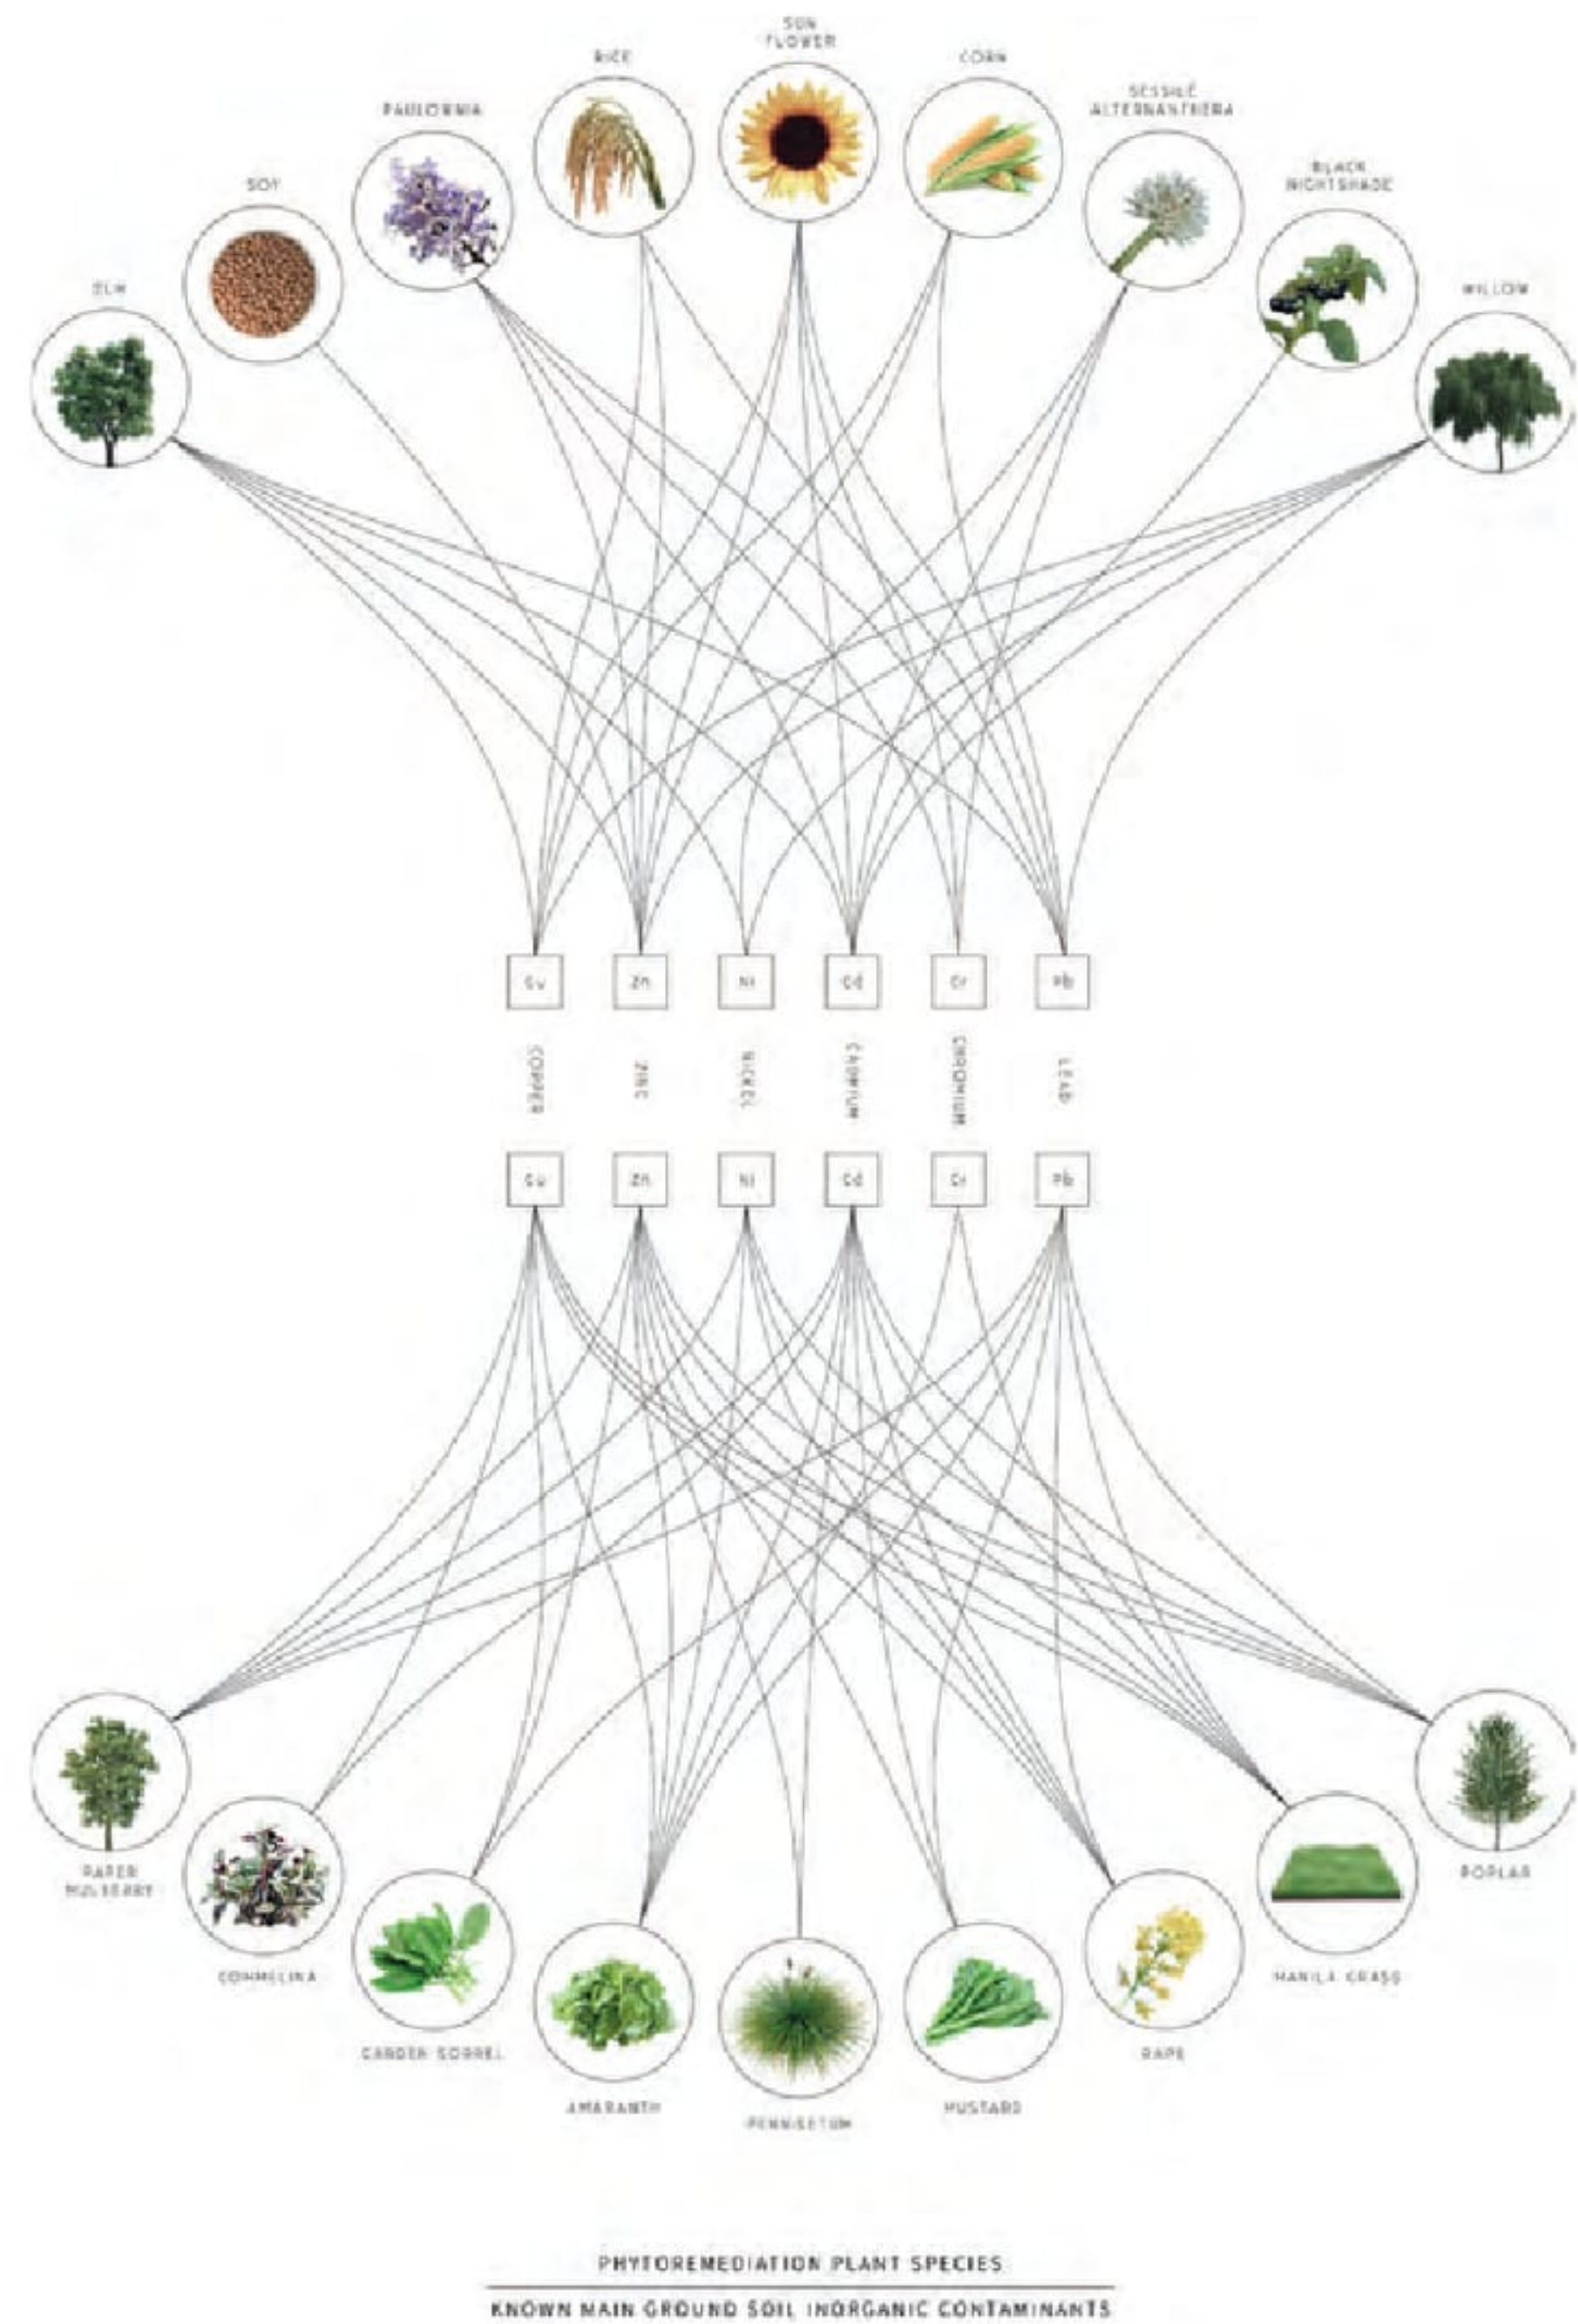 SUN
FLOWER
RICE
CORN
SESSILE
ALTERNANTHERA
PAULOWNIA
BLACK
NIGHTSHADE
SOY
ELM
WILLOW
Cu
Zn
Ni
Cd
Cr
Pb
COPPER
ZINC
NICKEL
CADMIUM
CHROMIUM
LEAD
Cu
Zn
Ni
Cd
Cr
Pb
PAPER
MULBERRY
POPLAR
COMMELINA
MANILA GRASS
GARDEN SORREL
RAPE
AMARANTH
MUSTARD
PENNISETUM
PHYTOREMEDIATION PLANT SPECIES
KNOWN MAIN GROUND SOIL INORGANIC CONTAMINANTS